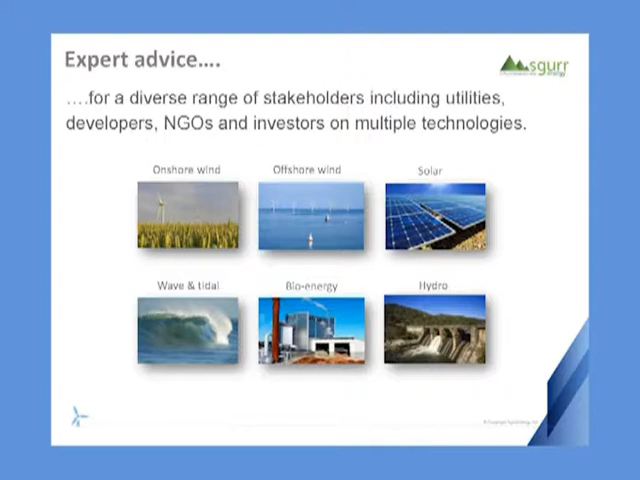 Expert advice....
sgurr
energy
....for a diverse range of stakeholders including utilities,
developers, NGOs and investors on multiple technologies.
Onshore wind
Offshore wind
Solar
Wave & tidal
Bio-energy
Hydro